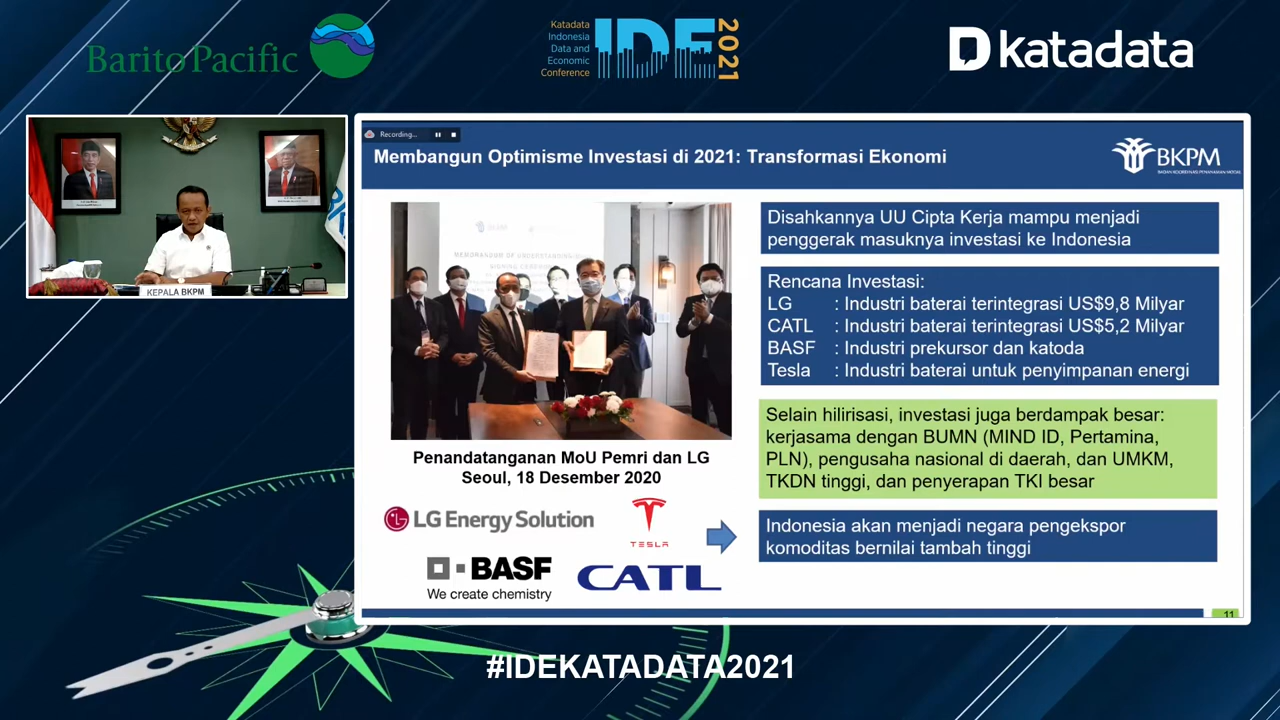 Barito Pacific
Katadata
Indonesia
Data and
Economic
Conference
IDE
2021
katadata
Recording...
Membangun Optimisme Investasi di 2021: Transformasi Ekonomi
BKPM
KEPALA BKPM
MEMORANDUM OF UNDERSTANDING
Penandatanganan MoU Pemri dan LG
Seoul, 18 Desember 2020
LG Energy Solution
TESLA
BASF
We create chemistry
CATL
Disahkannya UU Cipta Kerja mampu menjadi
penggerak masuknya investasi ke Indonesia
Rencana Investasi:
LG : Industri baterai terintegrasi US$9,8 Milyar
CATL : Industri baterai terintegrasi US$5,2 Milyar
BASF : Industri prekursor dan katoda
Tesla : Industri baterai untuk penyimpanan energi
Selain hilirisasi, investasi juga berdampak besar:
kerjasama dengan BUMN (MIND ID, Pertamina,
PLN), pengusaha nasional di daerah, dan UMKM,
TKDN tinggi, dan penyerapan TKI besar
Indonesia akan menjadi negara pengekspor
komoditas bernilai tambah tinggi
11
#IDEKATADATA2021